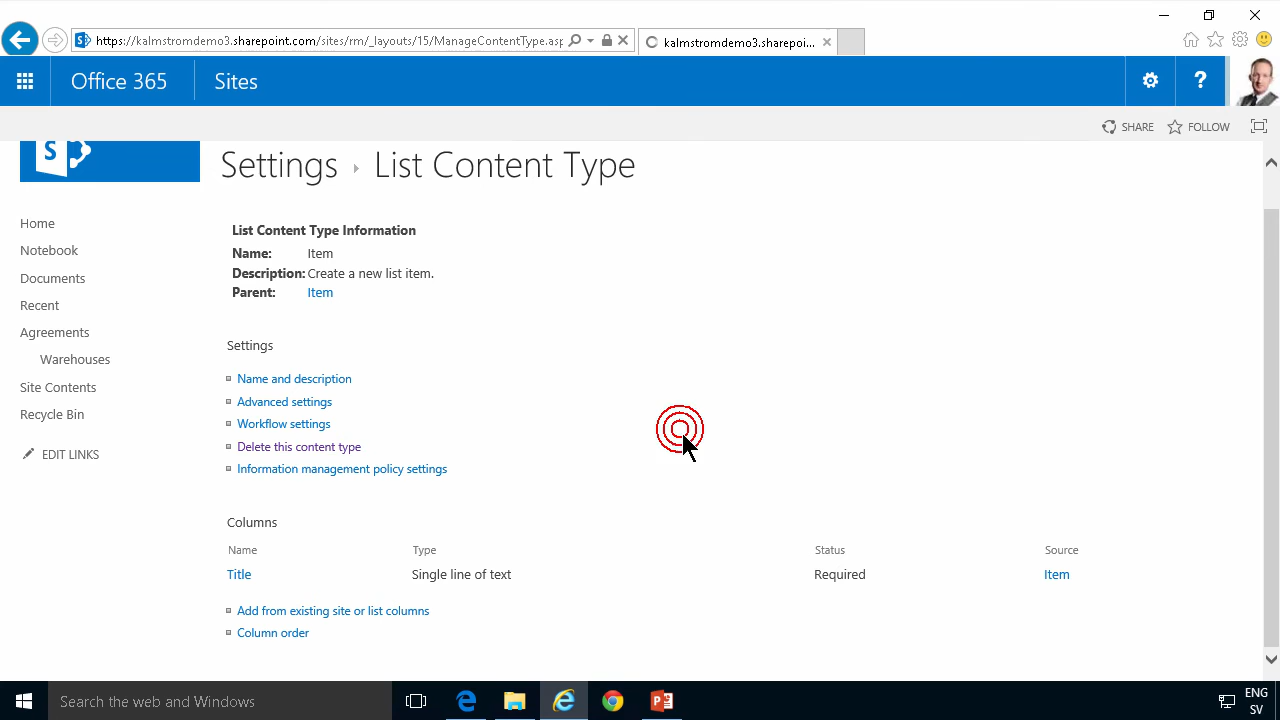 https://kalmstromdemo3.sharepoint.com/sites/rm/_layouts/15/ManageContentType.asp
kalmstromdemo3.sharepoi...
Office 365
Sites
?
SHARE
FOLLOW
S
Settings
List Content Type
Home
Notebook
Documents
Recent
Agreements
Warehouses
Site Contents
Recycle Bin
EDIT LINKS
List Content Type Information
Name: Item
Description: Create a new list item.
Parent: Item
Settings
Name and description
Advanced settings
Workflow settings
Delete this content type
Information management policy settings
Columns
Name Type Status Source
Title Single line of text Required Item
Add from existing site or list columns
Column order
Search the web and Windows
ENG
SV